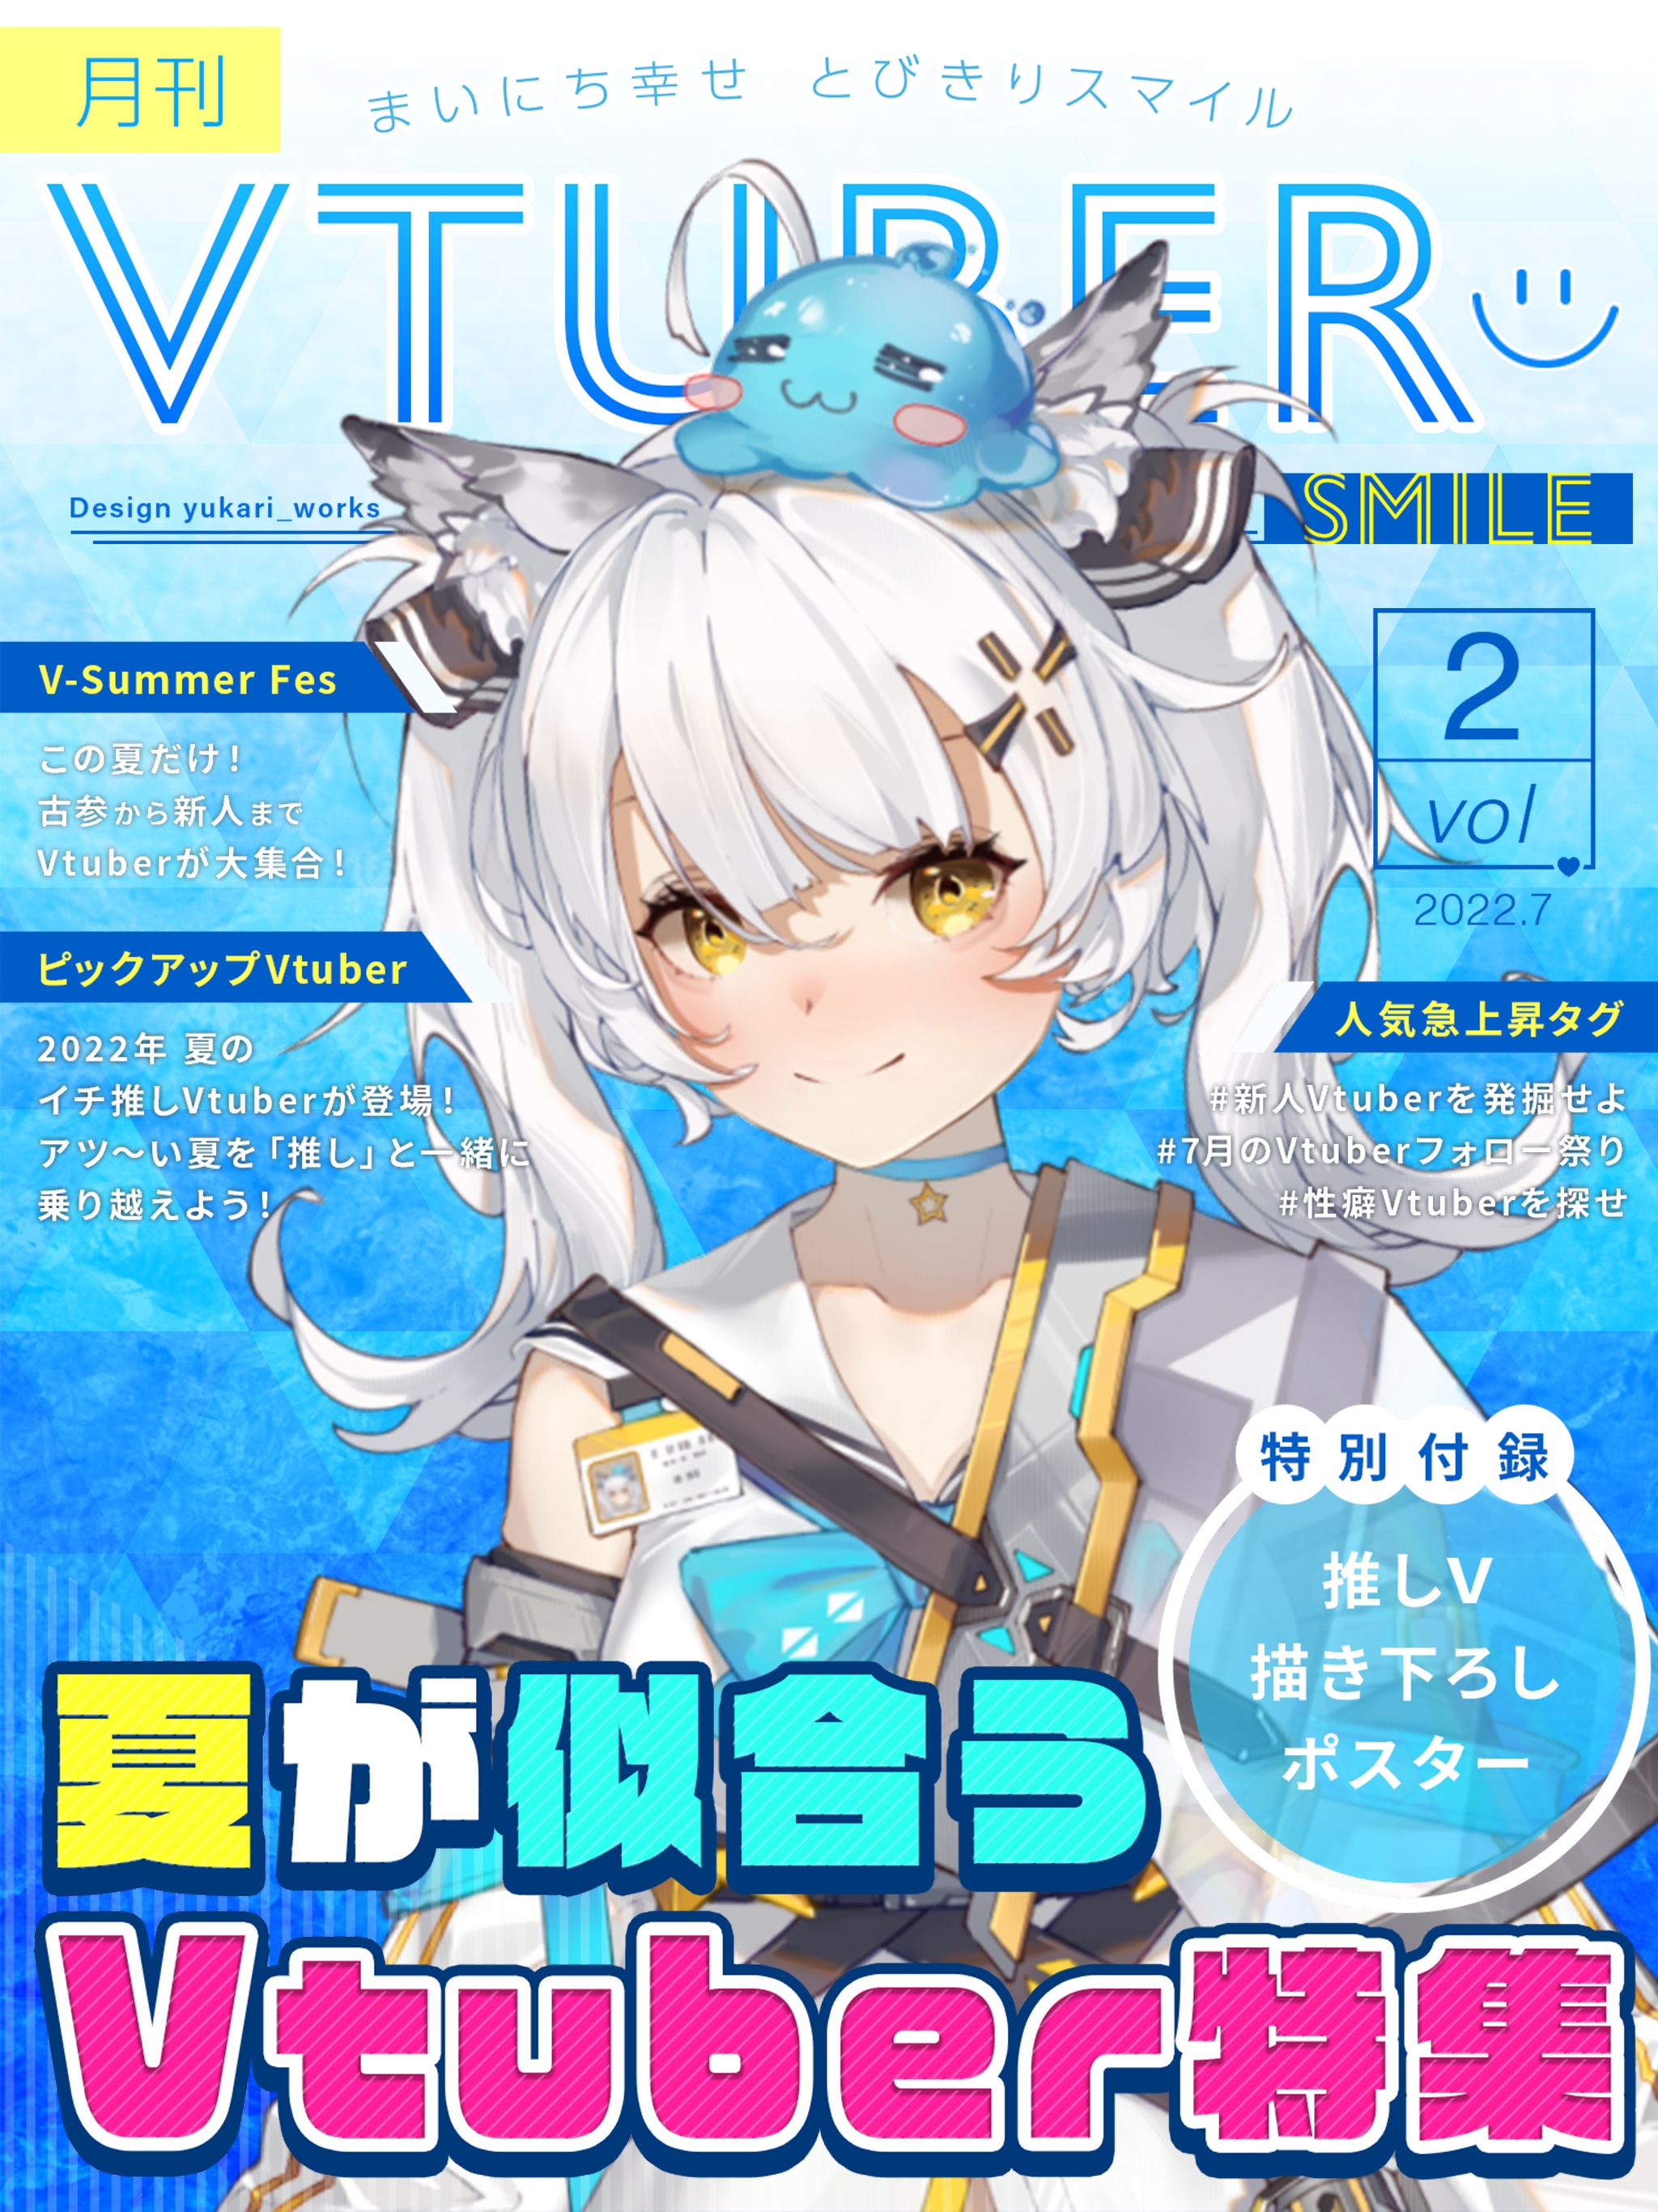 月刊
まいにち幸せ とびきりスマイル
VTUBER
Design yukari_works
SMILE
2
vol
2022.7
V-Summer Fes
この夏だけ！
古参から新人まで
Vtuberが大集合！
ピックアップVtuber
2022年 夏の
イチ推しVtuberが登場！
アツ～い夏を「推し」と一緒に
乗り越えよう！
人気急上昇タグ
#新人Vtuberを発掘せよ
#7月のVtuberフォロー祭り
#性癖Vtuberを探せ
特別付録
推しV
描き下ろし
ポスター
夏が似合う
Vtuber特集